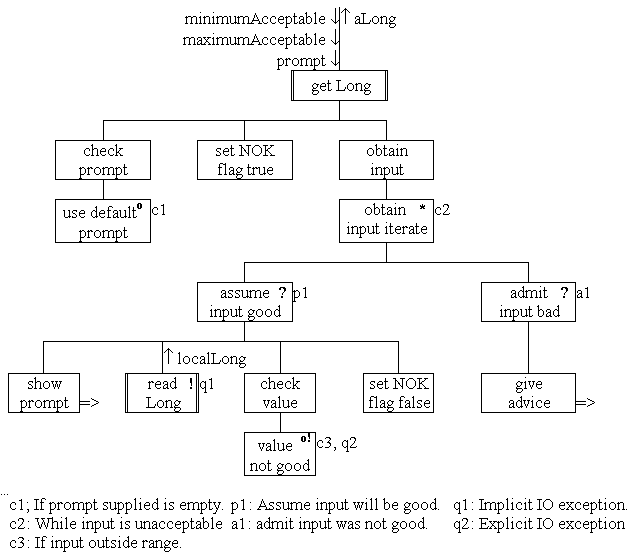 minimumAcceptable ↓ ↑ aLong
maximumAcceptable ↓
prompt ↓
get Long
check
prompt
set NOK
flag true
obtain
input
use default o c1
prompt
obtain * c2
input iterate
assume ? p1
input good
admit ? a1
input bad
↑ localLong
show
prompt =>
read ! q1
Long
check
value
set NOK
flag false
give
advice =>
value o! c3, q2
not good
...
c1; If prompt supplied is empty. p1: Assume input will be good. q1: Implicit IO exception.
c2: While input is unacceptable a1: admit input was not good. q2: Explicit IO exception
c3: If input outside range.